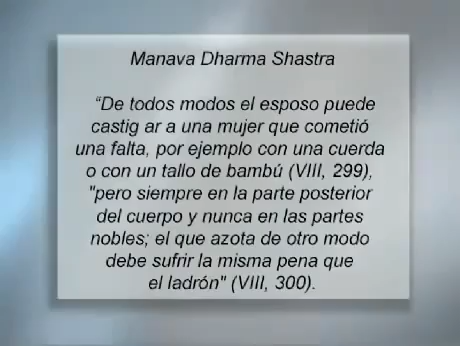 Manava Dharma Shastra
“De todos modos el esposo puede
castig ar a una mujer que cometió
una falta, por ejemplo con una cuerda
o con un tallo de bambú (VIII, 299),
"pero siempre en la parte posterior
del cuerpo y nunca en las partes
nobles; el que azota de otro modo
debe sufrir la misma pena que
el ladrón" (VIII, 300).